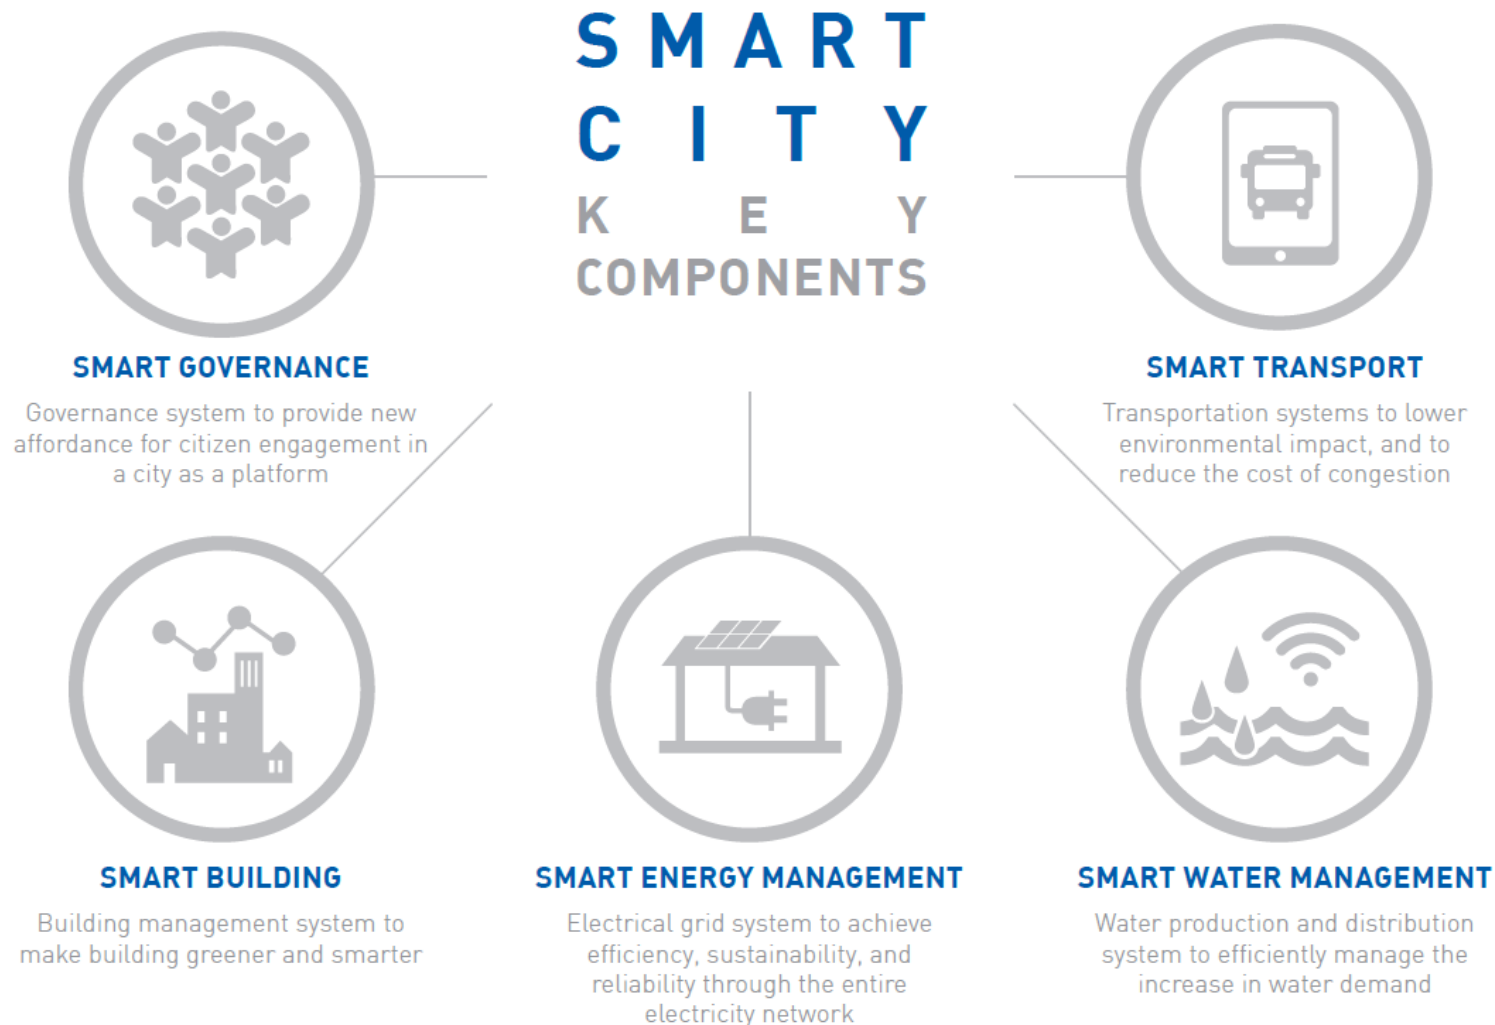 SMART
CITY
KEY
COMPONENTS
SMART GOVERNANCE
Governance system to provide new
affordance for citizen engagement in
a city as a platform
SMART TRANSPORT
Transportation systems to lower
environmental impact, and to
reduce the cost of congestion
SMART BUILDING
Building management system to
make building greener and smarter
SMART ENERGY MANAGEMENT
Electrical grid system to achieve
efficiency, sustainability, and
reliability through the entire
electricity network
SMART WATER MANAGEMENT
Water production and distribution
system to efficiently manage the
increase in water demand